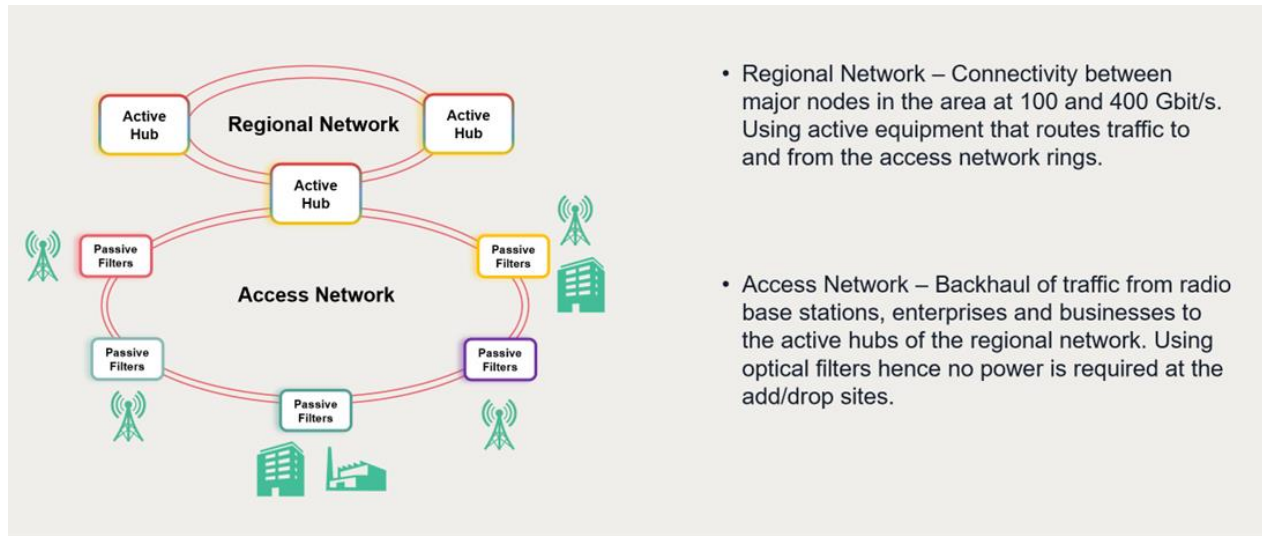 Active
Hub
Regional Network
Active
Hub
Active
Hub
Passive
Filters
Passive
Filters
Access Network
Passive
Filters
Passive
Filters
Passive
Filters
• Regional Network – Connectivity between
major nodes in the area at 100 and 400 Gbit/s.
Using active equipment that routes traffic to
and from the access network rings.
• Access Network – Backhaul of traffic from radio
base stations, enterprises and businesses to
the active hubs of the regional network. Using
optical filters hence no power is required at the
add/drop sites.